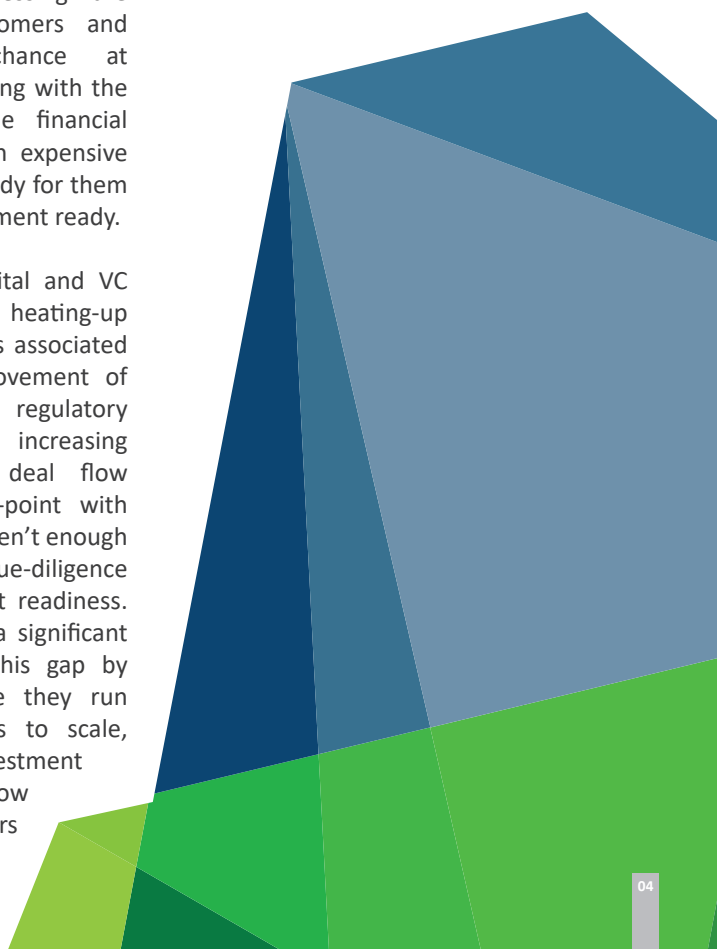 omers and
chance at
ng with the
e financial
n expensive
dy for them
ment ready.
ital and VC
heating-up
s associated
ovement of
regulatory
increasing
deal flow
-point with
en't enough
ue-diligence
t readiness.
a significant
his gap by
e they run
s to scale,
estment
ow
rs
04